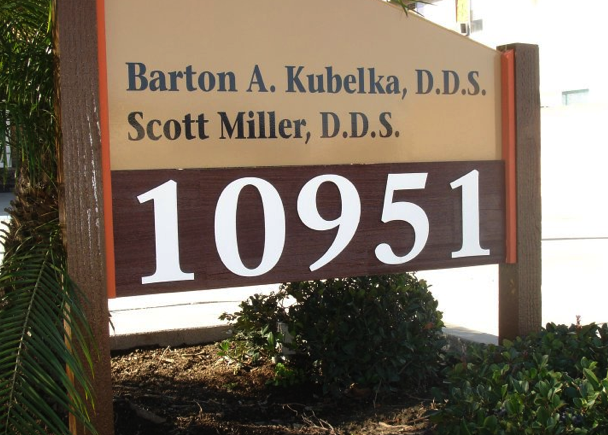 Barton A. Kubelka, D.D.S.
Scott Miller, D.D.S.
10951